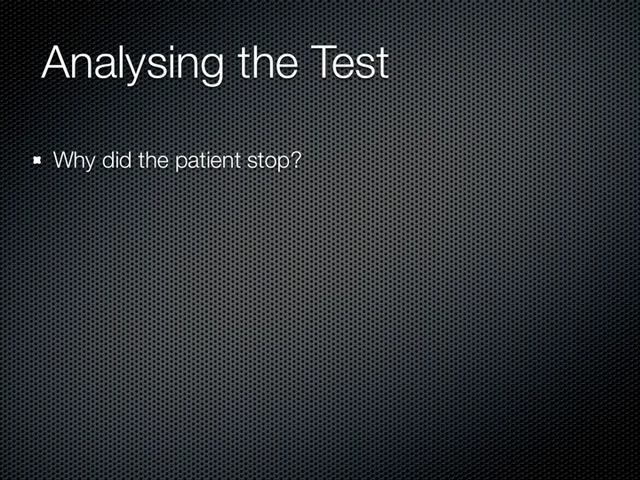 Analysing the Test
Why did the patient stop?